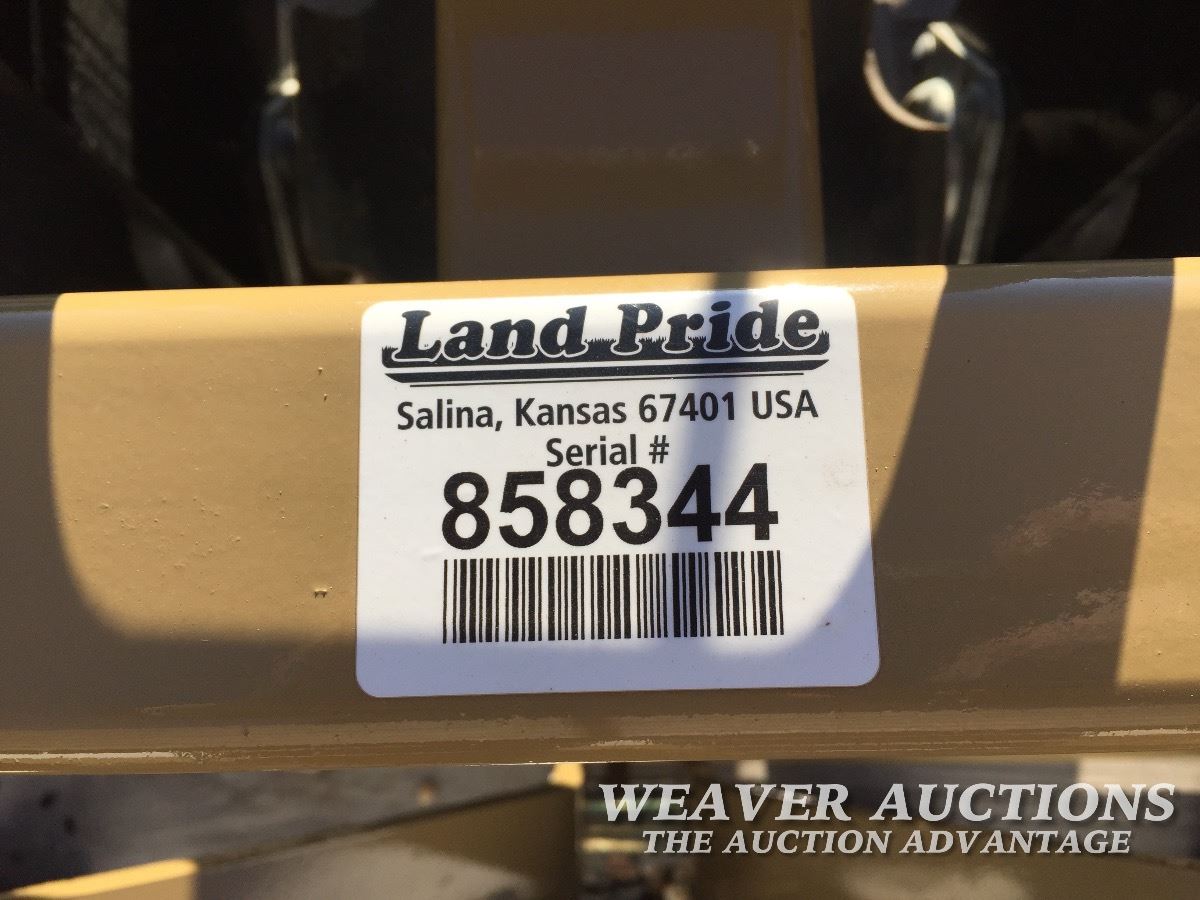 Land Pride
Salina, Kansas 67401 USA
Serial #
858344
WEAVER AUCTIONS
THE AUCTION ADVANTAGE